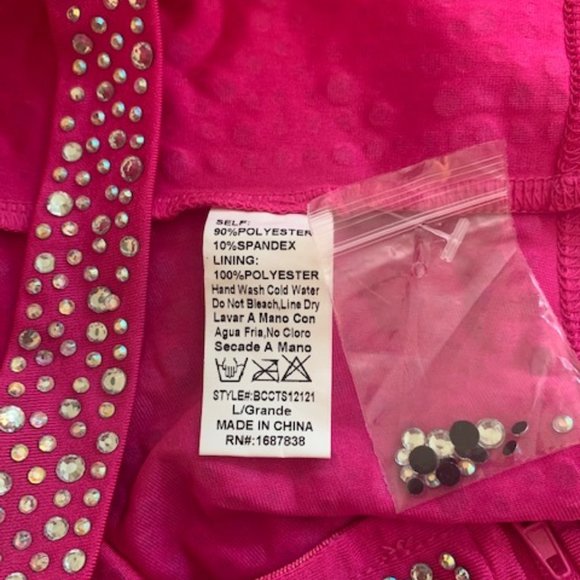 SELF:
90%POLYESTER
10%SPANDEX
LINING:
100%POLYESTER
Hand Wash Cold Water
Do Not Bleach,Line Dry
Lavar A Mano Con
Agua Fria,No Cloro
Secade A Mano
STYLE#:BCCTS12121
L/Grande
MADE IN CHINA
RN#:1687838